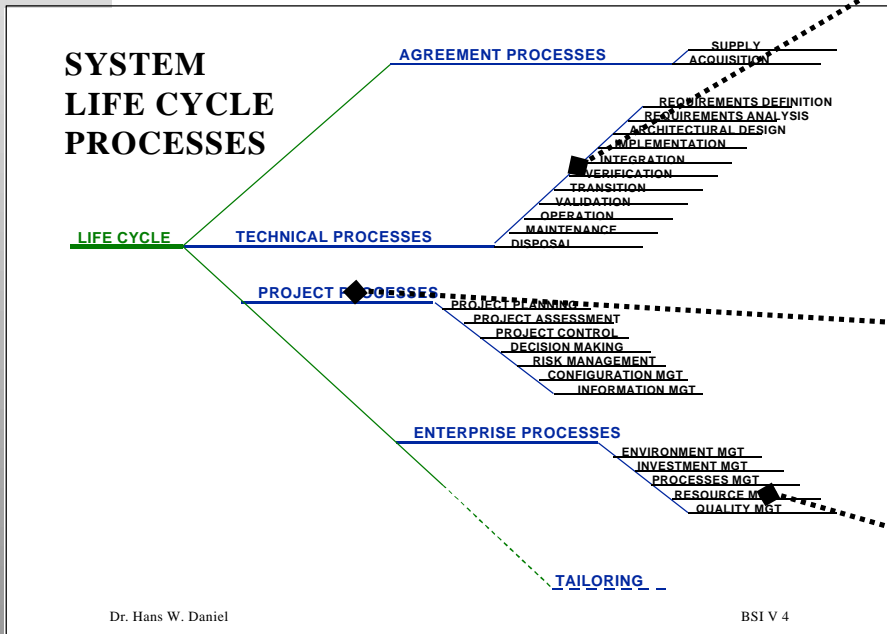 SYSTEM
LIFE CYCLE
PROCESSES
AGREEMENT PROCESSES
SUPPLY
ACQUISITION
REQUIREMENTS DEFINITION
REQUIREMENTS ANALYSIS
ARCHITECTURAL DESIGN
IMPLEMENTATION
INTEGRATION
VERIFICATION
TRANSITION
VALIDATION
OPERATION
MAINTENANCE
DISPOSAL
LIFE CYCLE
TECHNICAL PROCESSES
PROJECT PROCESSES
PROJECT PLANNING
PROJECT ASSESSMENT
PROJECT CONTROL
DECISION MAKING
RISK MANAGEMENT
CONFIGURATION MGT
INFORMATION MGT
ENTERPRISE PROCESSES
ENVIRONMENT MGT
INVESTMENT MGT
PROCESSES MGT
RESOURCE MGT
QUALITY MGT
TAILORING
Dr. Hans W. Daniel
BSI V 4